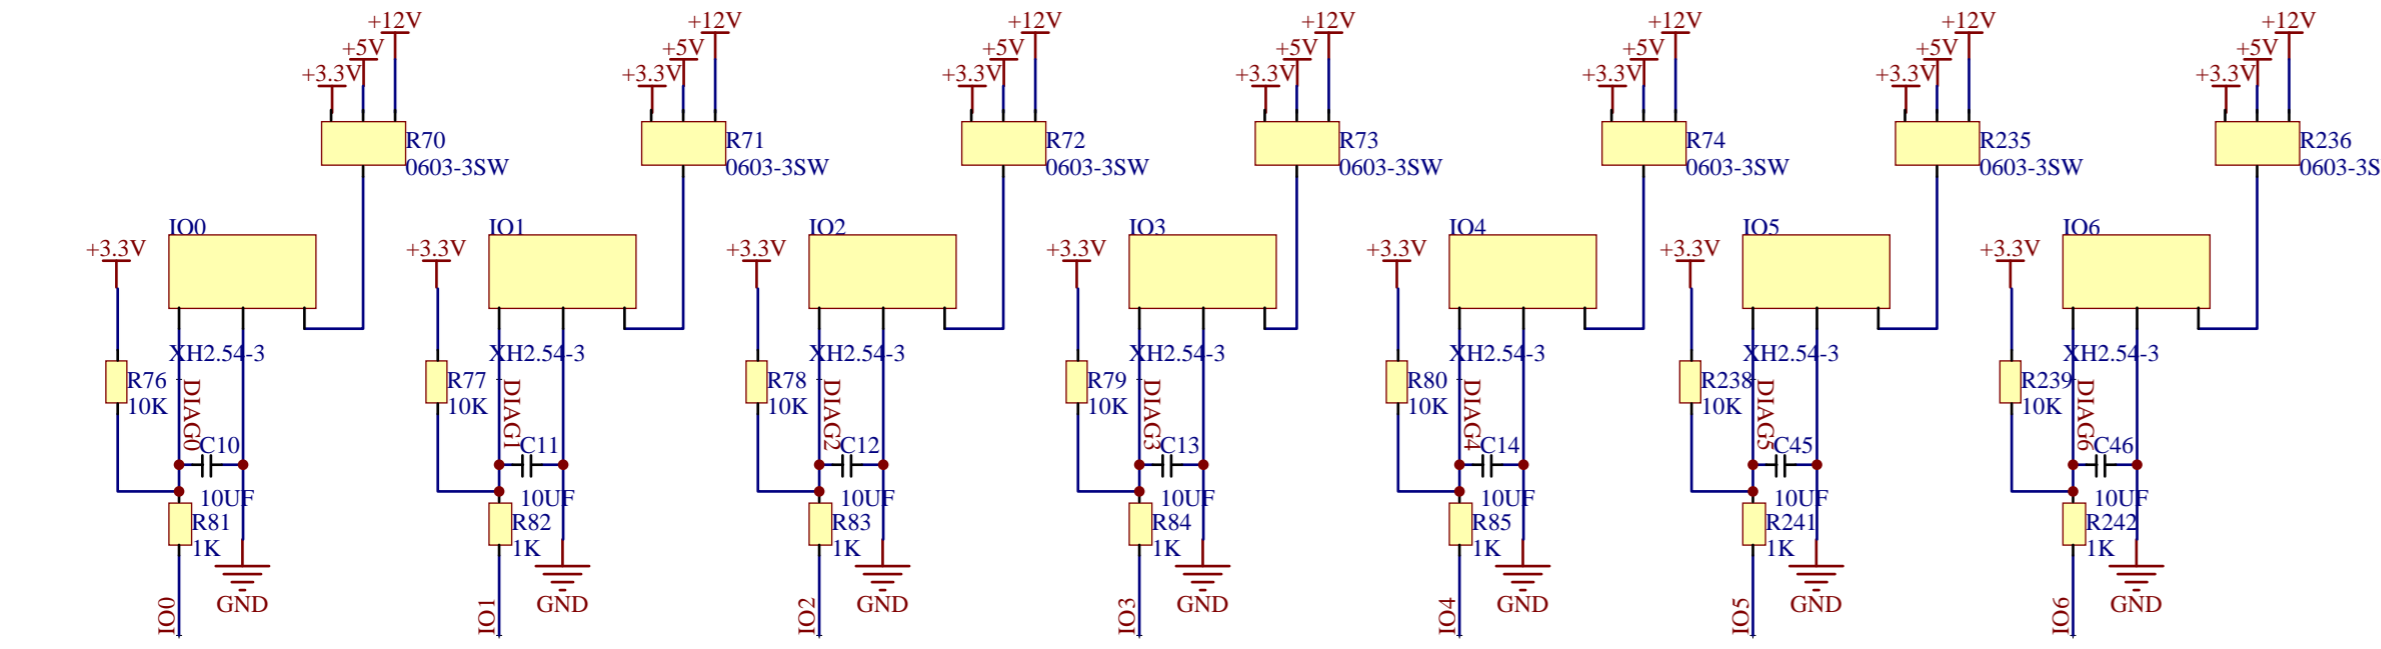 +12V +12V +12V +12V +12V +12V +12V
+5V +5V +5V +5V +5V +5V +5V
+3.3V +3.3V +3.3V +3.3V +3.3V +3.3V +3.3V
R70 R71 R72 R73 R74 R235 R236
0603-3SW 0603-3SW 0603-3SW 0603-3SW 0603-3SW 0603-3SW 0603-3S
IO0 IO1 IO2 IO3 IO4 IO5 IO6
+3.3V +3.3V +3.3V +3.3V +3.3V +3.3V +3.3V
XH2.54-3 XH2.54-3 XH2.54-3 XH2.54-3 XH2.54-3 XH2.54-3 XH2.54-3
R76 R77 R78 R79 R80 R238 R239
10K 10K 10K 10K 10K 10K 10K
DIAG0 DIAG1 DIAG2 DIAG3 DIAG4 DIAG5 DIAG6
C10 C11 C12 C13 C14 C45 C46
10UF 10UF 10UF 10UF 10UF 10UF 10UF
R81 R82 R83 R84 R85 R241 R242
1K 1K 1K 1K 1K 1K 1K
GND GND GND GND GND GND GND
IO0 IO1 IO2 IO3 IO4 IO5 IO6